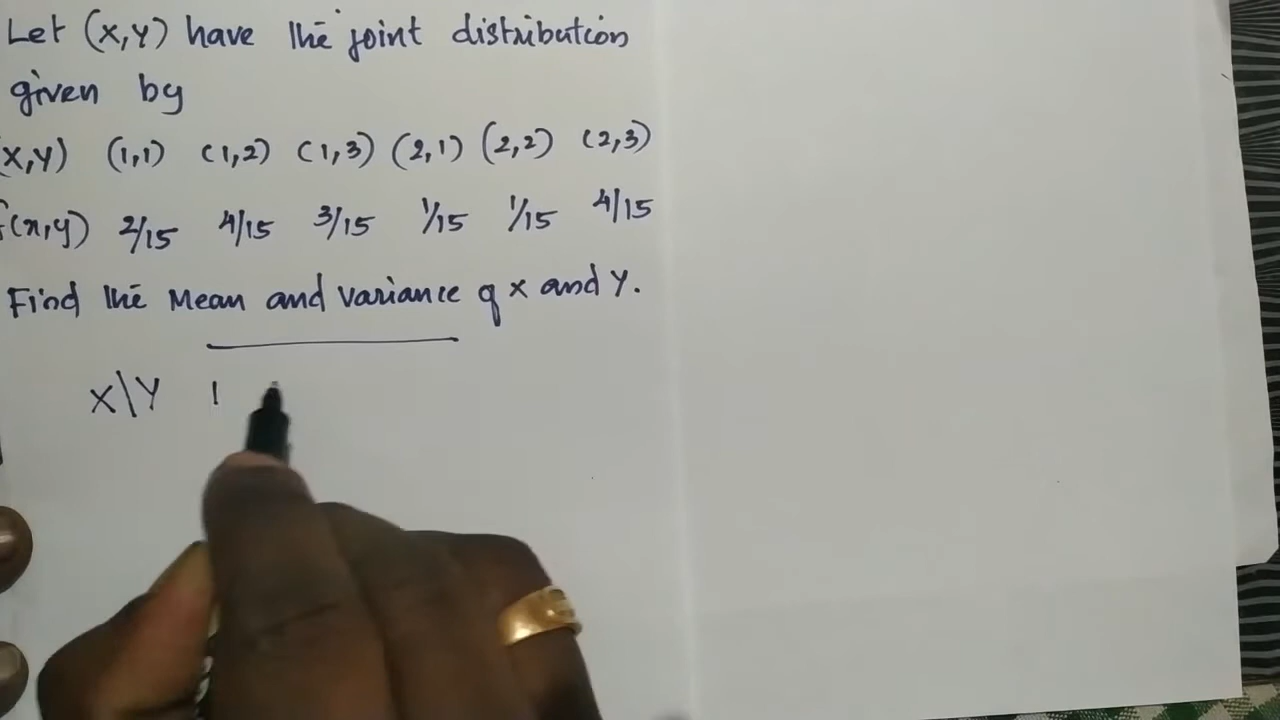 Let (X,Y) have the joint distribution
given by
(X,Y) (1,1) (1,2) (1,3) (2,1) (2,2) (2,3)
f(x,y) 2/15 4/15 3/15 1/15 1/15 4/15
Find the Mean and variance of X and Y.
X\Y 1